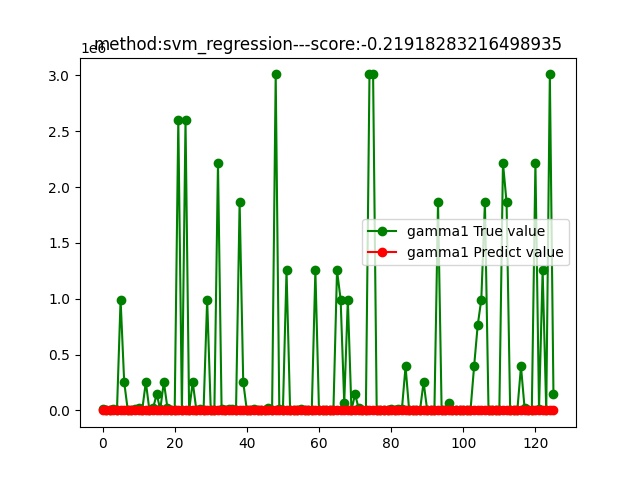 method:svm_regression---score:-0.21918283216498935
1e6
3.0
2.5
2.0
1.5
1.0
0.5
0.0
gamma1 True value
gamma1 Predict value
0 20 40 60 80 100 120